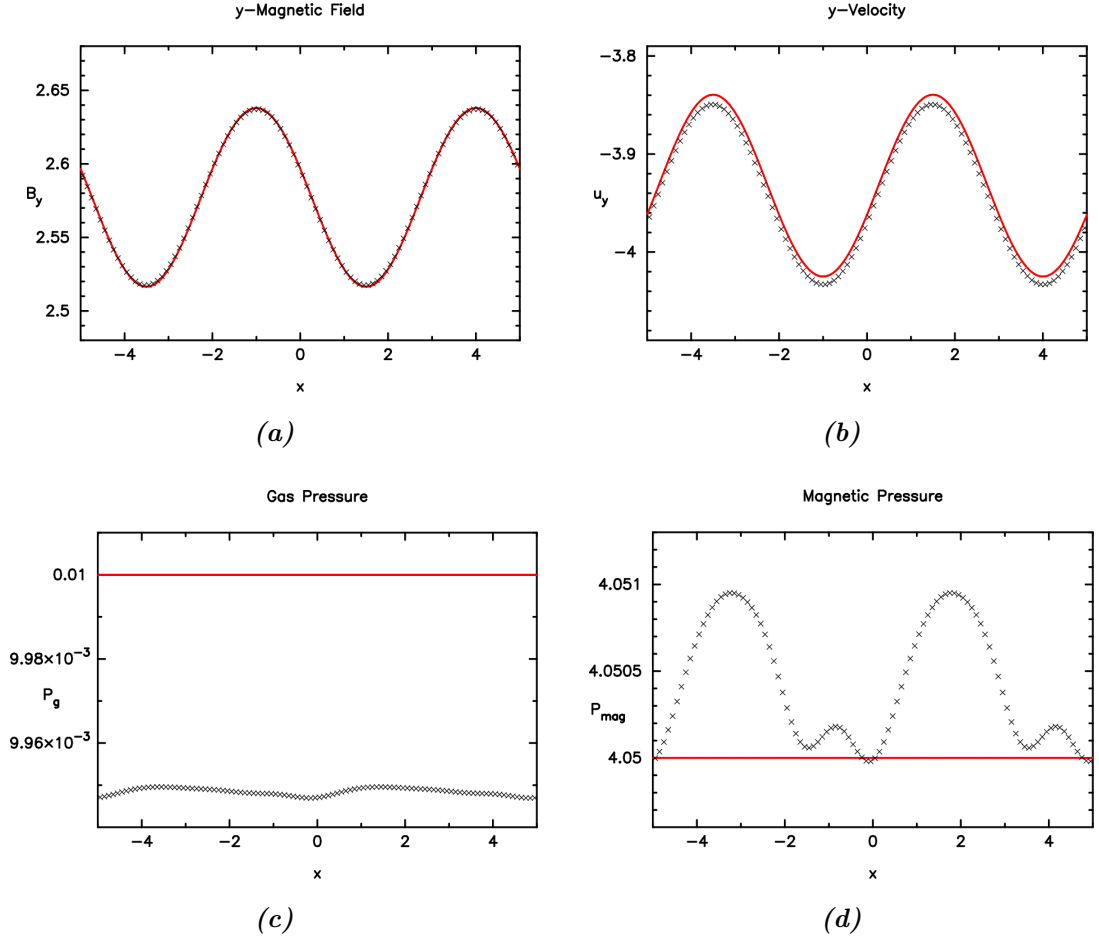 y-Magnetic Field
2.65
2.6
B_y
2.55
2.5
-4 -2 0 2 4
x
(a)
y-Velocity
-3.8
-3.9
u_y
-4
-4 -2 0 2 4
x
(b)
Gas Pressure
0.01
9.98×10⁻³
P_g
9.96×10⁻³
-4 -2 0 2 4
x
(c)
Magnetic Pressure
4.051
4.0505
P_mag
4.05
-4 -2 0 2 4
x
(d)